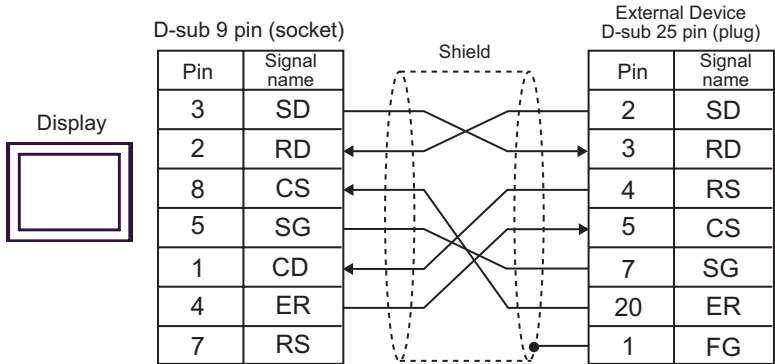 D-sub 9 pin (socket)
External Device
D-sub 25 pin (plug)
Shield
Display
Pin Signal name
3 SD
2 RD
8 CS
5 SG
1 CD
4 ER
7 RS
Pin Signal name
2 SD
3 RD
4 RS
5 CS
7 SG
20 ER
1 FG